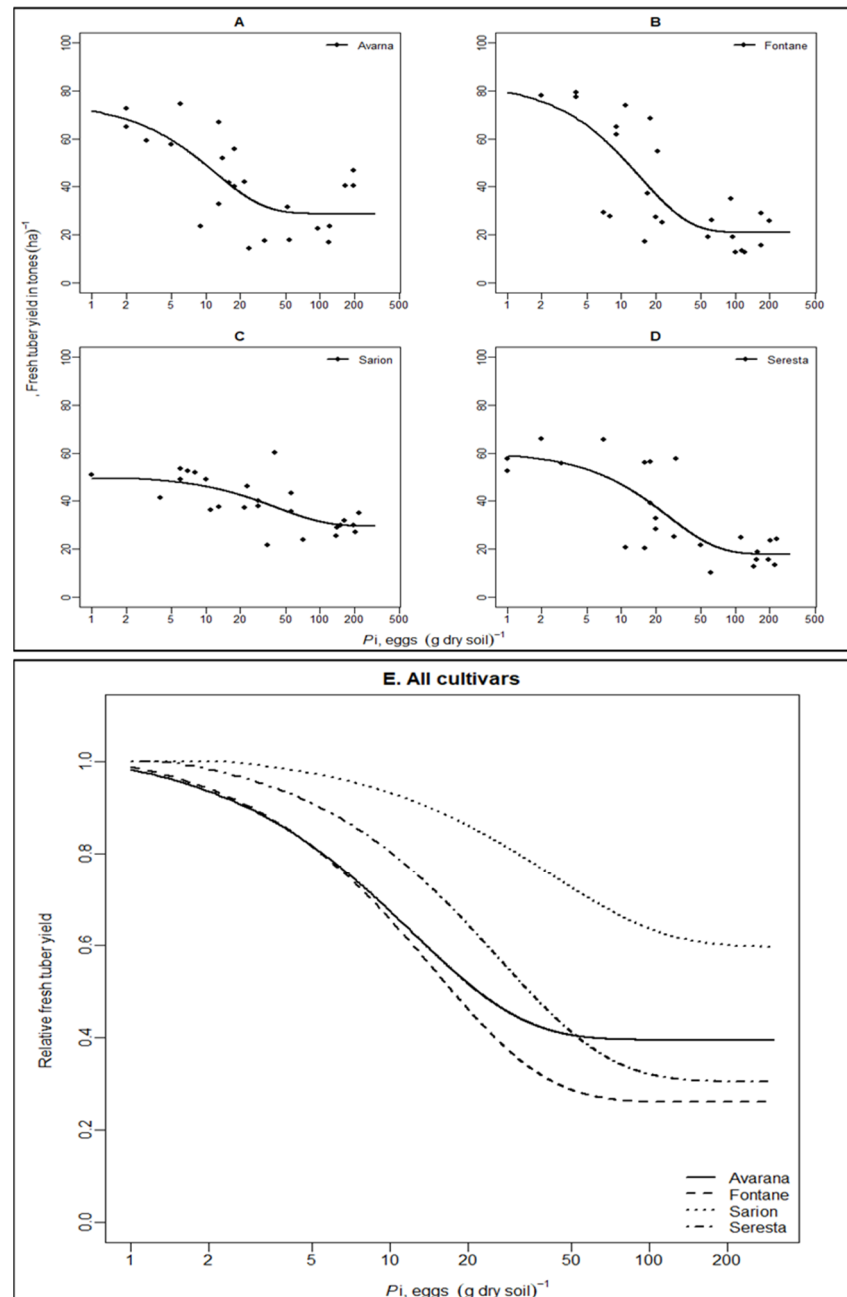 A
B
Avarna
Fontane
100
80
60
40
20
0
100
80
60
40
20
0
1 2 5 10 20 50 100 200 500
1 2 5 10 20 50 100 200 500
, Fresh tuber yield in tones (ha)⁻¹
C
D
Sarion
Seresta
100
80
60
40
20
0
100
80
60
40
20
0
1 2 5 10 20 50 100 200 500
1 2 5 10 20 50 100 200 500
Pi, eggs (g dry soil)⁻¹
E. All cultivars
Relative fresh tuber yield
1.0
0.8
0.6
0.4
0.2
0.0
Avarana
Fontane
Sarion
Seresta
1 2 5 10 20 50 100 200
Pi, eggs (g dry soil)⁻¹